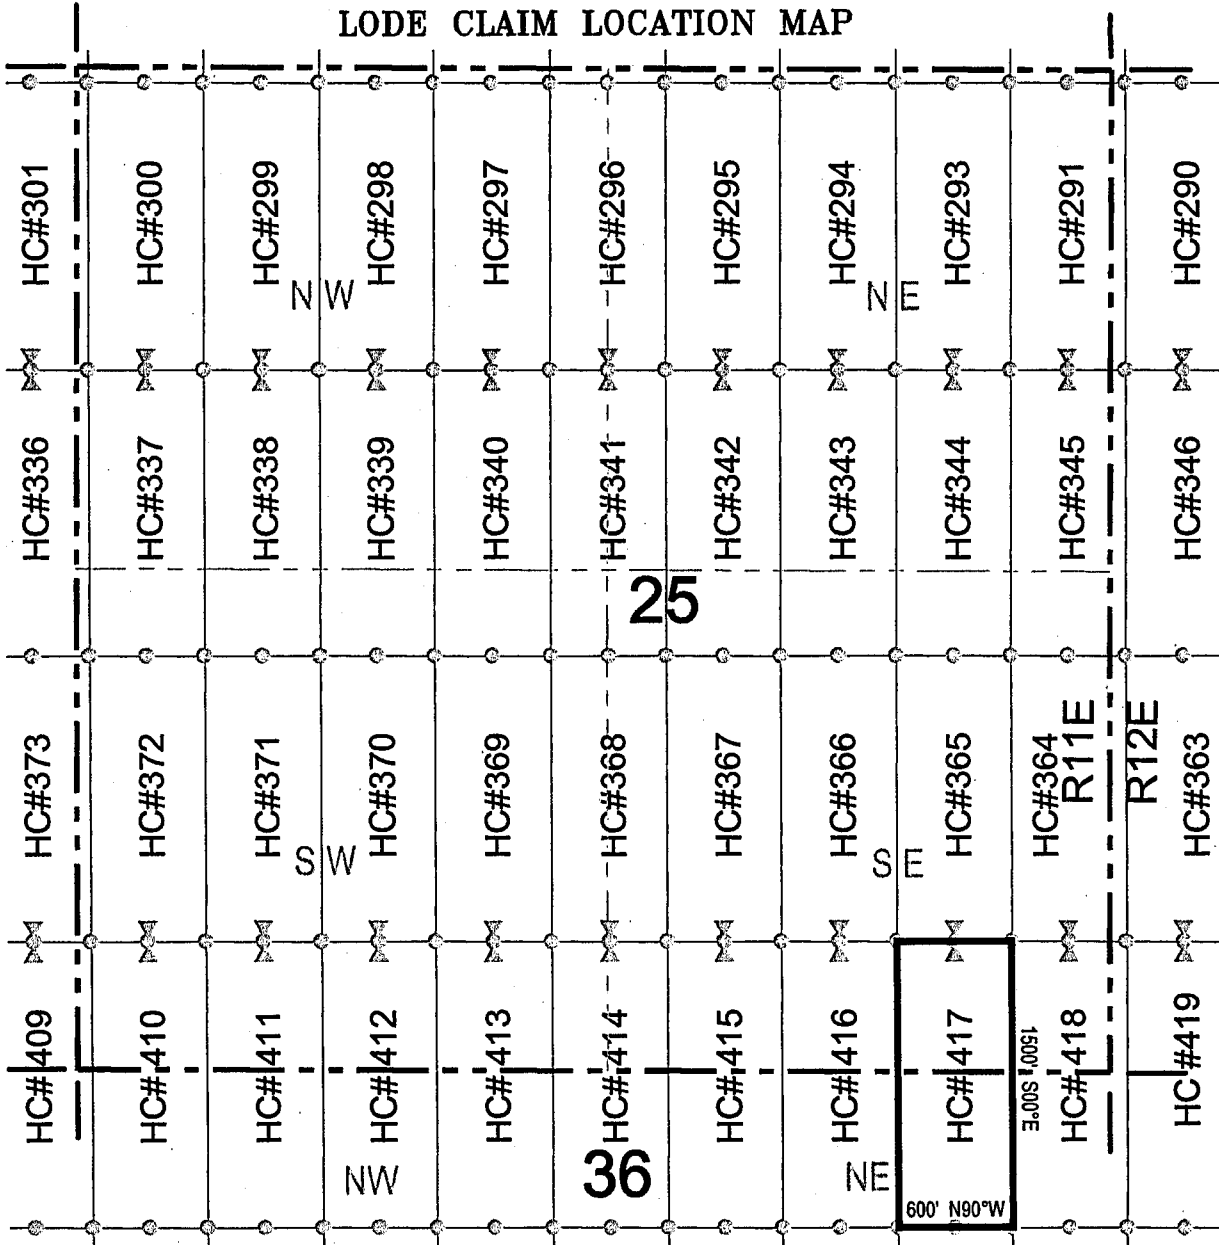 LODE CLAIM LOCATION MAP
HC#301
HC#300
HC#299
HC#298
HC#297
HC#296
HC#295
HC#294
HC#293
HC#291
HC#290
NW
NE
HC#336
HC#337
HC#338
HC#339
HC#340
HC#341
HC#342
HC#343
HC#344
HC#345
HC#346
25
HC#373
HC#372
HC#371
HC#370
HC#369
HC#368
HC#367
HC#366
HC#365
HC#364
R11E
R12E
HC#363
SW
SE
HC#409
HC#410
HC#411
HC#412
HC#413
HC#414
HC#415
HC#416
HC#417
1500', S00°E
HC#418
HC#419
NW
36
NE
600' N90°W